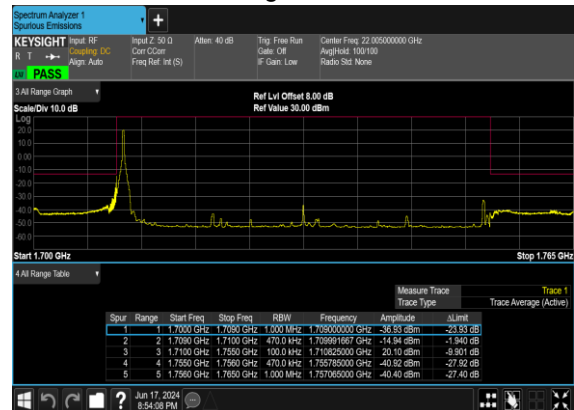 Spectrum Analyzer 1
Spurious Emissions
KEYSIGHT Input: RF Input Z: 50 Ω Atten: 40 dB Trig: Free Run Center Freq: 22.005000000 GHz
R T Coupling: DC Corr CCorr Gate: Off Avg|Hold: 100/100
Align: Auto Freq Ref: Int (S) IF Gain: Low Radio Std: None
PASS
3 All Range Graph
Ref Lvl Offset 8.00 dB
Scale/Div 10.0 dB Ref Value 30.00 dBm
Log
20.0
10.0
0.00
-10.0
-20.0
-30.0
-40.0
-50.0
-60.0
Start 1.700 GHz Stop 1.765 GHz
4 All Range Table
Measure Trace Trace 1
Trace Type Trace Average (Active)
Spur Range Start Freq Stop Freq RBW Frequency Amplitude ΔLimit
1 1 1.7000 GHz 1.7090 GHz 1.000 MHz 1.709000000 GHz -36.93 dBm -23.93 dB
2 2 1.7090 GHz 1.7100 GHz 470.0 kHz 1.709991667 GHz -14.94 dBm -1.940 dB
3 3 1.7100 GHz 1.7550 GHz 100.0 kHz 1.710825000 GHz 20.10 dBm -9.901 dB
4 4 1.7550 GHz 1.7560 GHz 470.0 kHz 1.755785000 GHz -40.92 dBm -27.92 dB
5 5 1.7560 GHz 1.7650 GHz 1.000 MHz 1.757065000 GHz -40.40 dBm -27.40 dB
Jun 17, 2024
8:54:08 PM